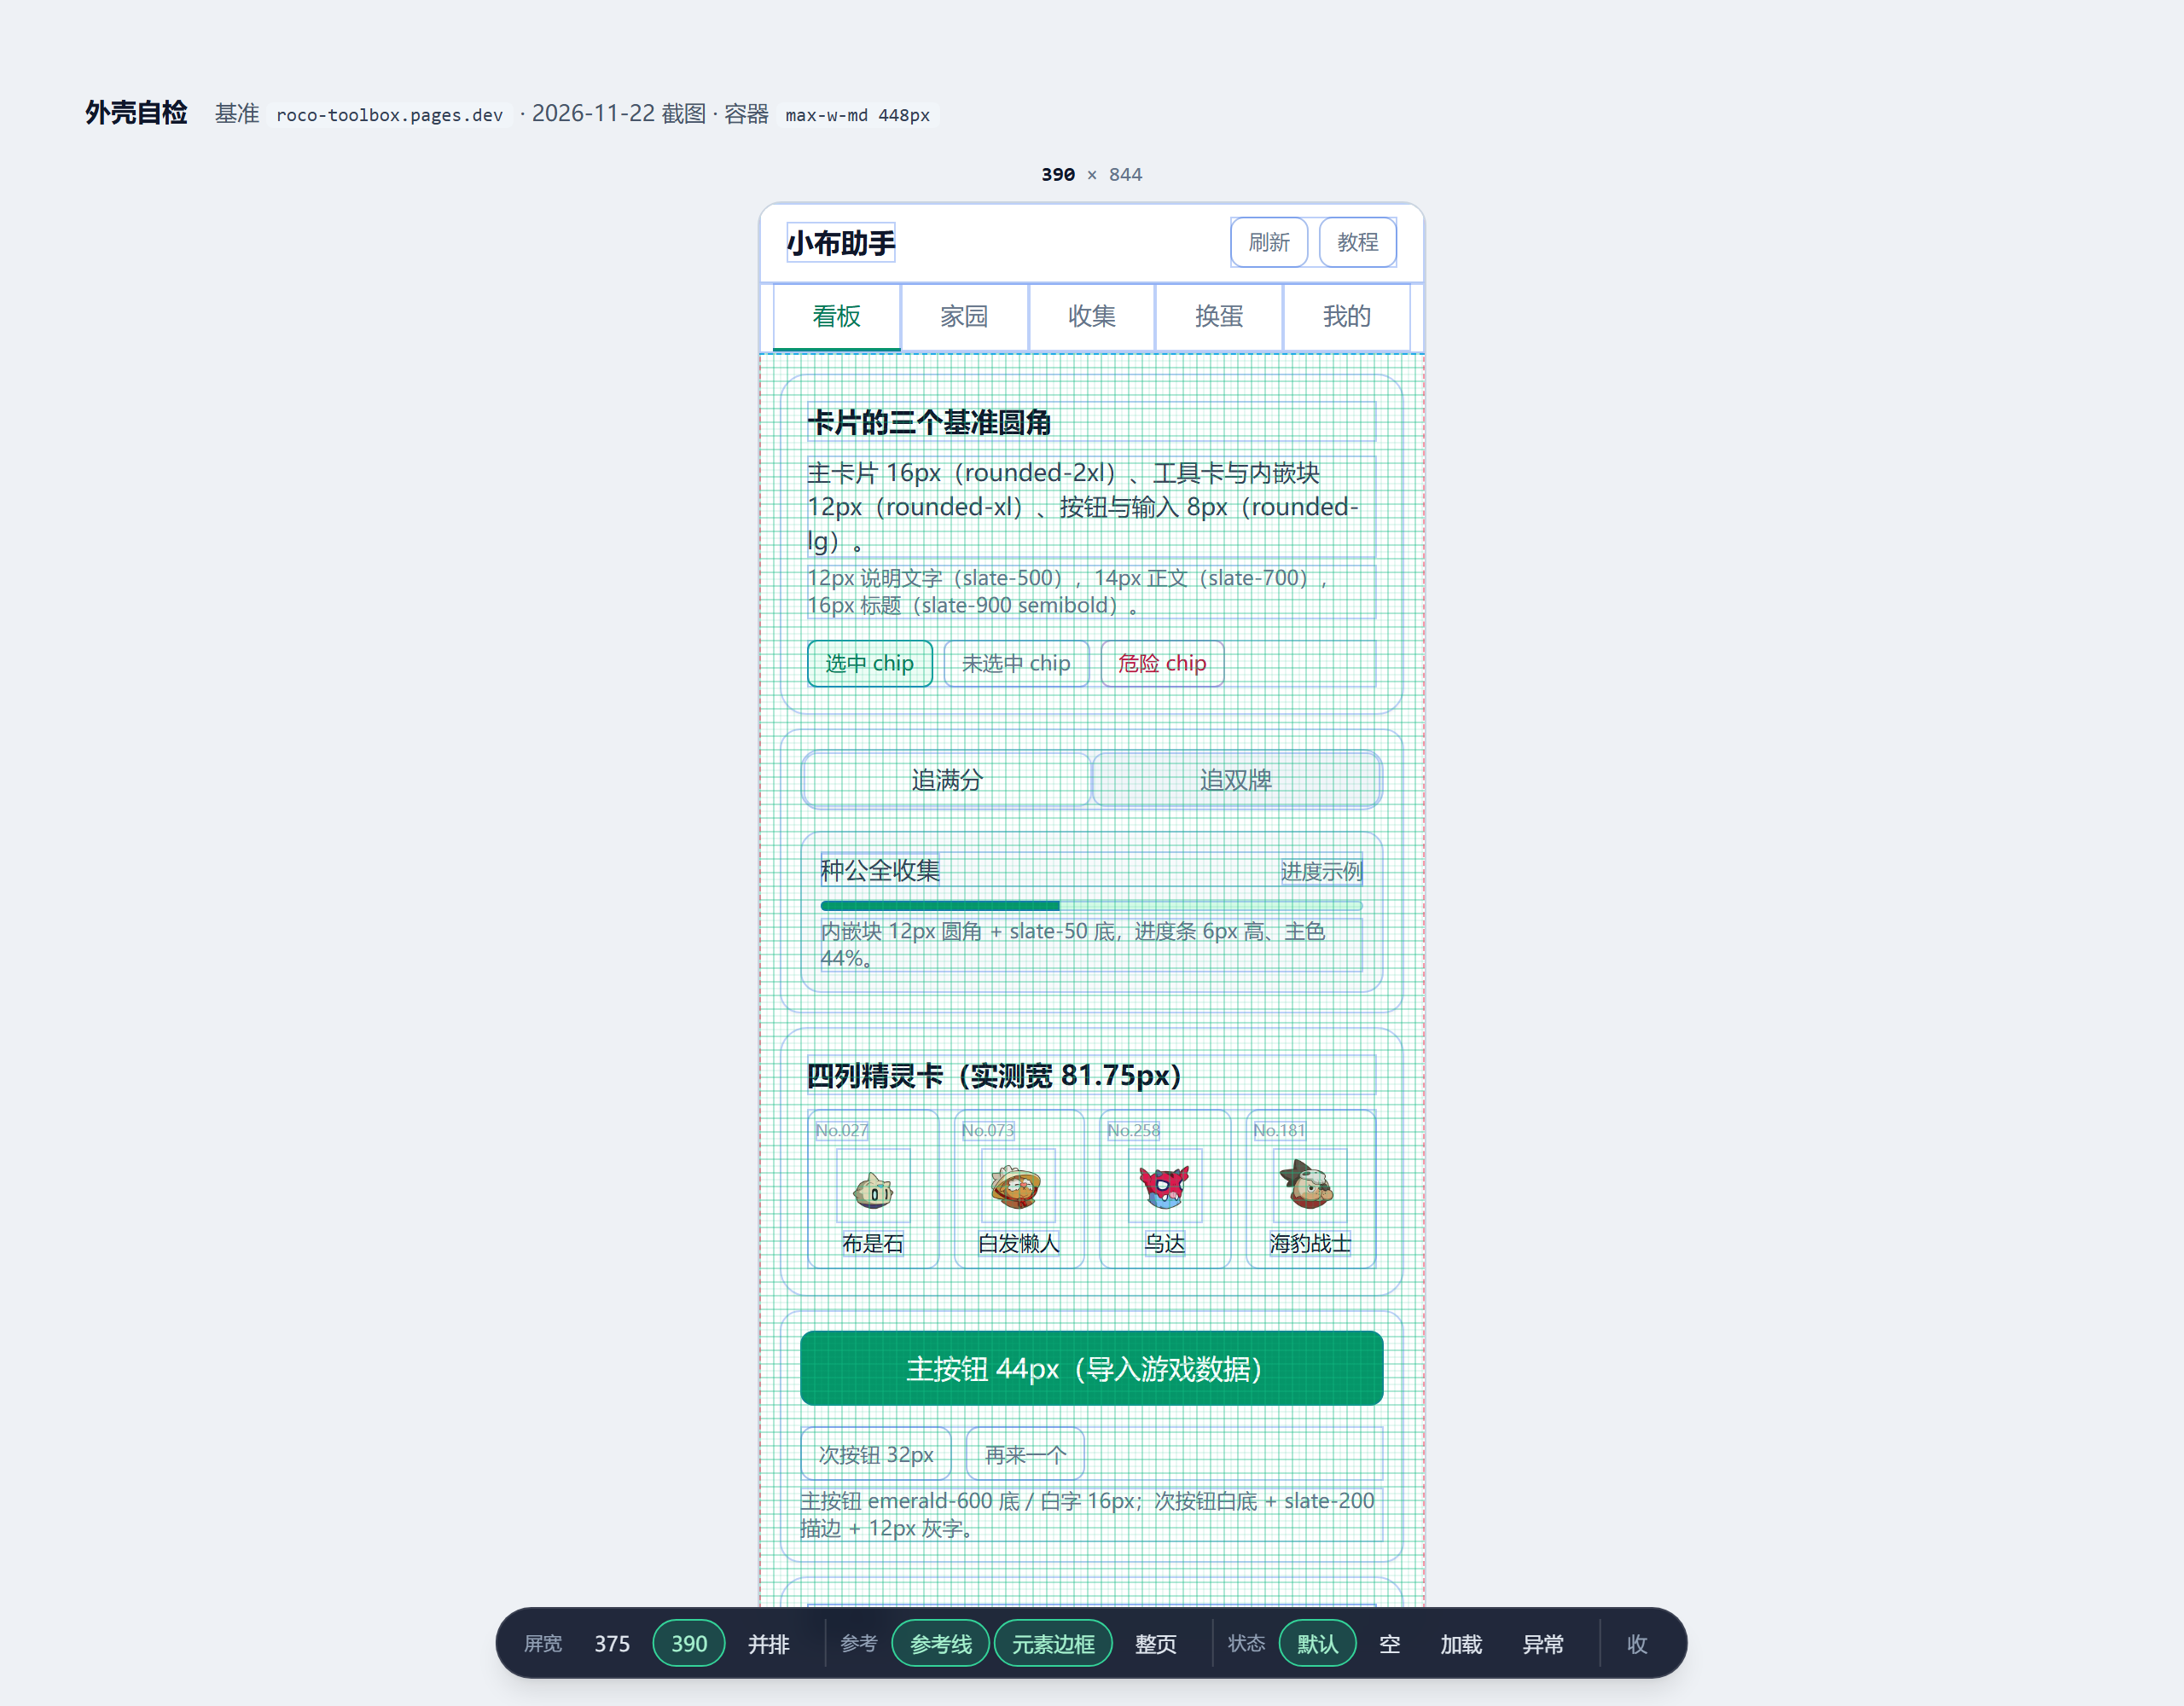 外壳自检 基准 roco-toolbox.pages.dev · 2026-11-22 截图 · 容器 max-w-md 448px
390 × 844
小布助手 刷新 教程
看板 家园 收集 换蛋 我的
卡片的三个基准圆角
主卡片 16px（rounded-2xl）、工具卡与内嵌块
12px（rounded-xl）、按钮与输入 8px（rounded-
lg）。
12px 说明文字（slate-500），14px 正文（slate-700），
16px 标题（slate-900 semibold）。
选中 chip 未选中 chip 危险 chip
追满分 追双牌
种公全收集 进度示例
内嵌块 12px 圆角 + slate-50 底，进度条 6px 高、主色
44%。
四列精灵卡（实测宽 81.75px）
No.027 No.073 No.258 No.181
布是石 白发懒人 乌达 海豹战士
主按钮 44px（导入游戏数据）
次按钮 32px 再来一个
主按钮 emerald-600 底 / 白字 16px；次按钮白底 + slate-200
描边 + 12px 灰字。
屏宽 375 390 并排 参考 参考线 元素边框 整页 状态 默认 空 加载 异常 收